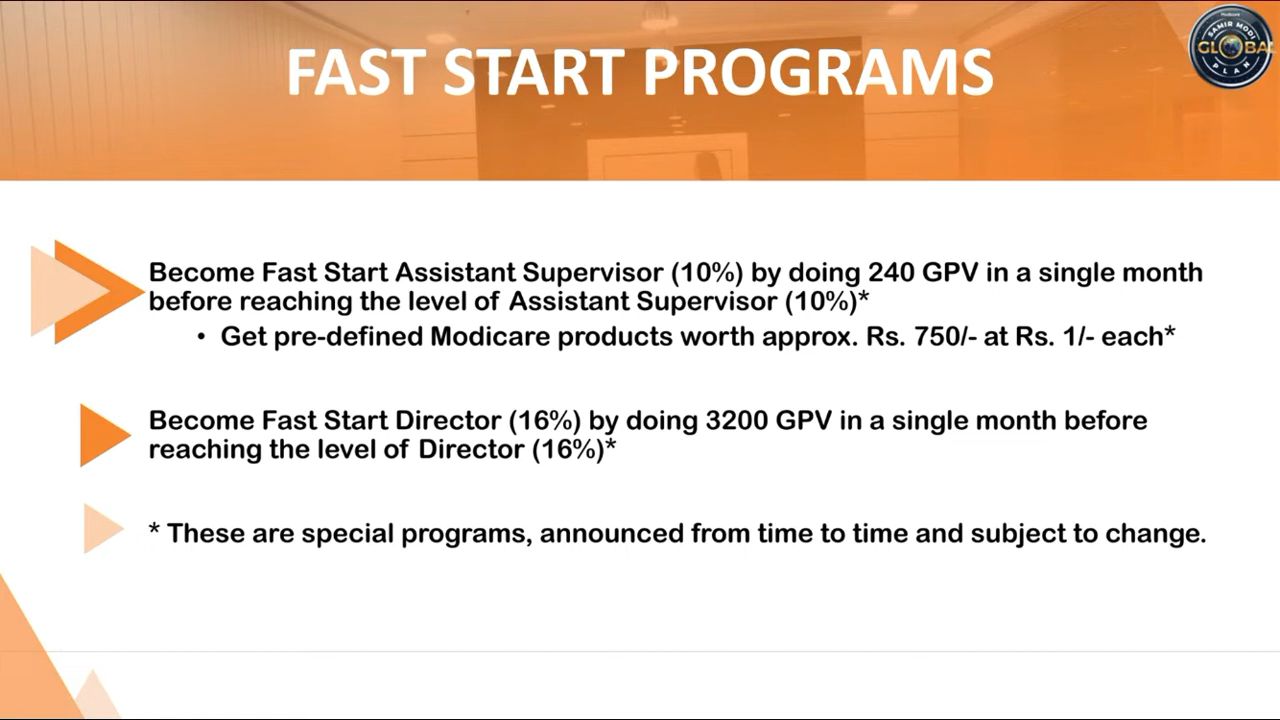 FAST START PROGRAMS
SAMIR MODI
GLOBAL
PLAN
Become Fast Start Assistant Supervisor (10%) by doing 240 GPV in a single month
before reaching the level of Assistant Supervisor (10%)*
• Get pre-defined Modicare products worth approx. Rs. 750/- at Rs. 1/- each*
Become Fast Start Director (16%) by doing 3200 GPV in a single month before
reaching the level of Director (16%)*
* These are special programs, announced from time to time and subject to change.